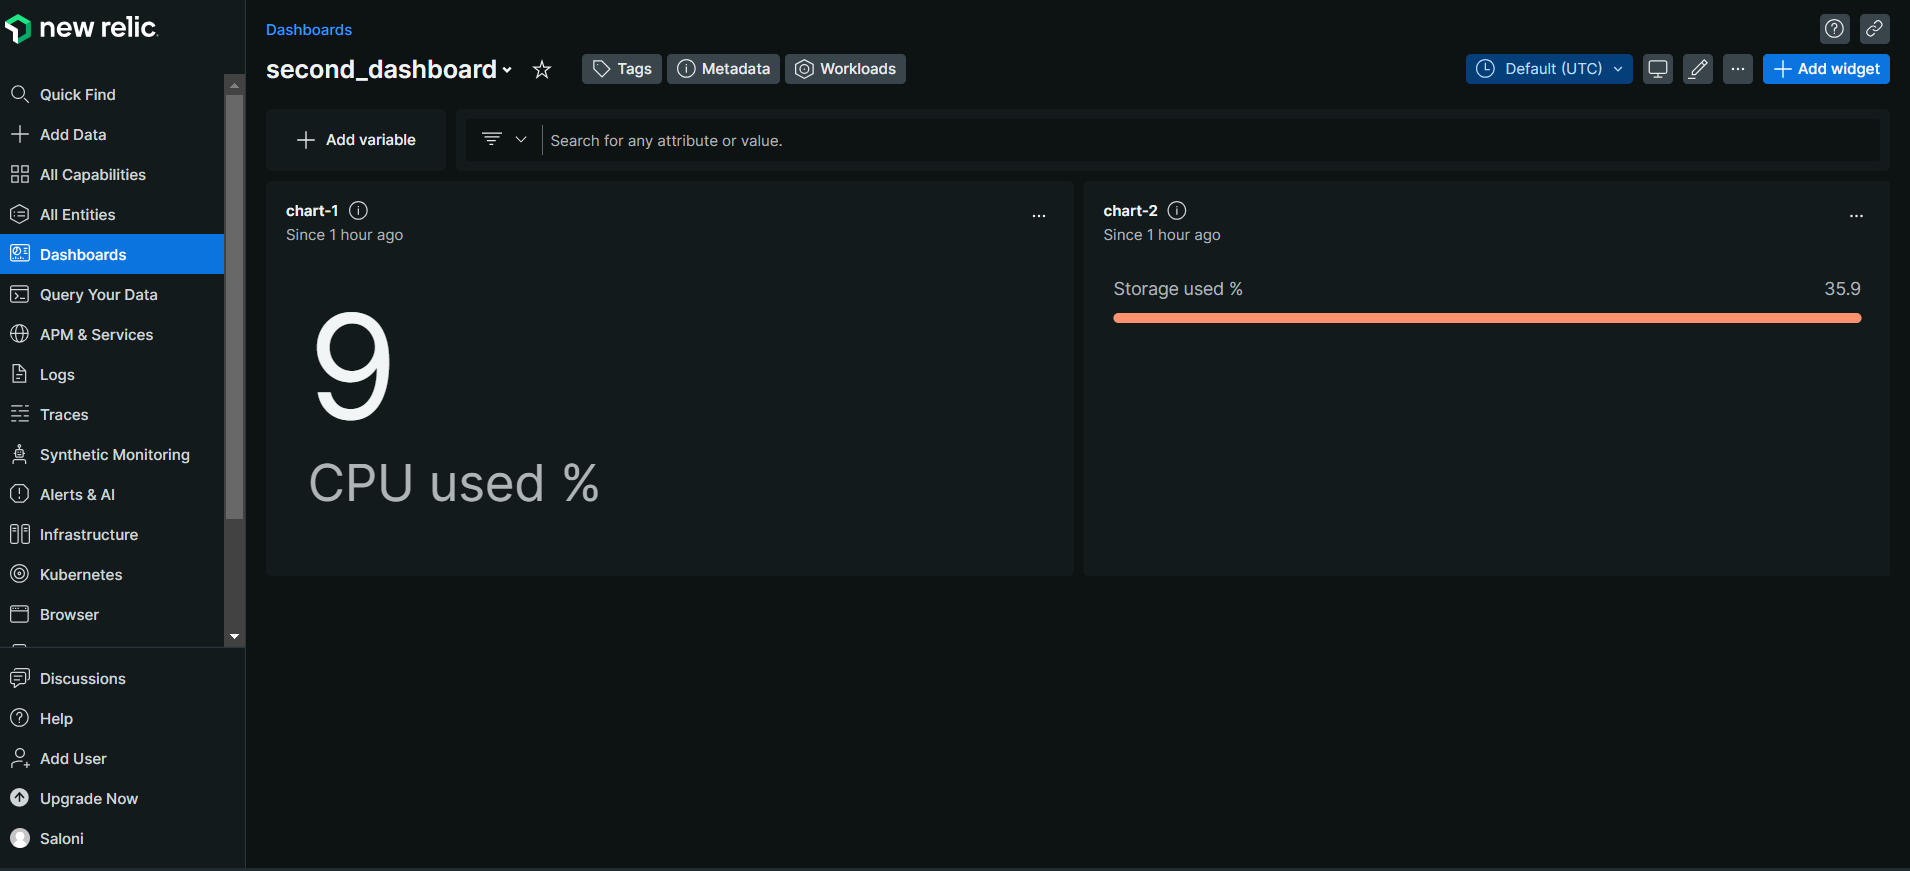 new relic.
Quick Find
Add Data
All Capabilities
All Entities
Dashboards
Query Your Data
APM & Services
Logs
Traces
Synthetic Monitoring
Alerts & AI
Infrastructure
Kubernetes
Browser
Discussions
Help
Add User
Upgrade Now
Saloni
Dashboards
second_dashboard
Tags
Metadata
Workloads
Default (UTC)
Add widget
Add variable
Search for any attribute or value.
chart-1
Since 1 hour ago
9
CPU used %
chart-2
Since 1 hour ago
Storage used % 35.9